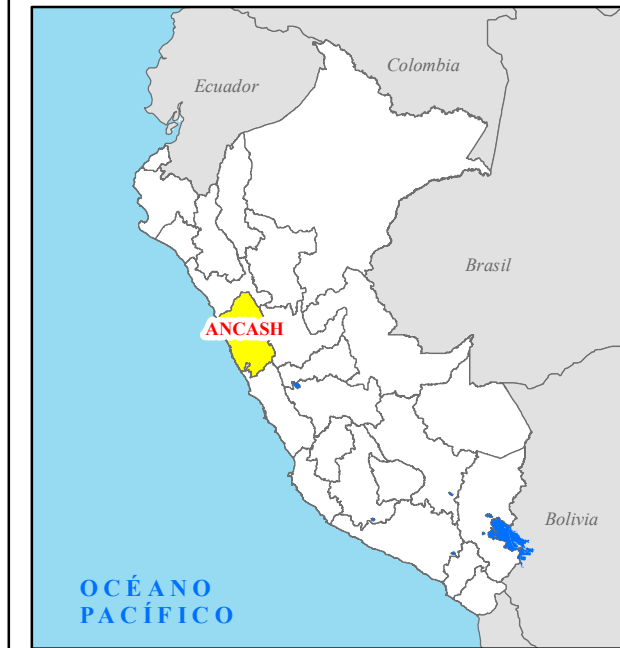 Colombia
Ecuador
Brasil
ANCASH
Bolivia
OCÉANO
PACÍFICO